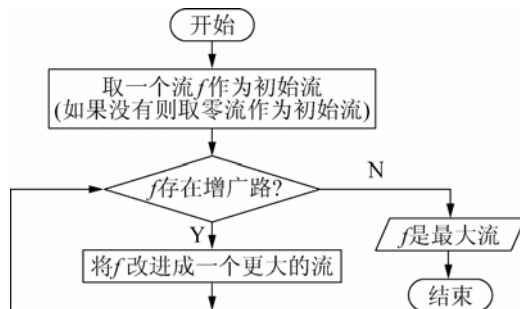 开始
取一个流f作为初始流
(如果没有则取零流作为初始流)
f存在增广路?
N
Y
f是最大流
将f改进成一个更大的流
结束